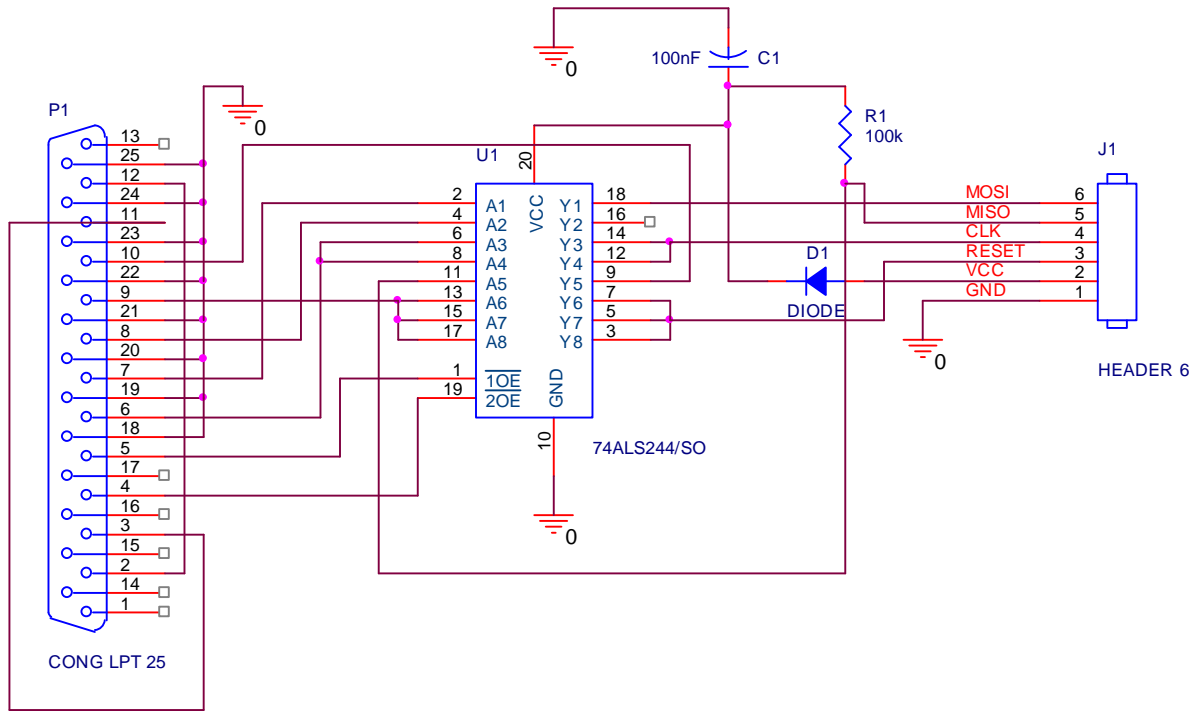 100nF
C1
0
R1
100k
P1
0
13
25
12
24
11
23
10
22
9
21
8
20
7
19
6
18
5
17
4
16
3
15
2
14
1
CONG LPT 25
U1
20
VCC
2 A1 Y1 18
4 A2 Y2 16
6 A3 Y3 14
8 A4 Y4 12
11 A5 Y5 9
13 A6 Y6 7
15 A7 Y7 5
17 A8 Y8 3
1 1OE
19 2OE
GND
10
74ALS244/SO
0
D1
DIODE
J1
MOSI 6
MISO 5
CLK 4
RESET 3
VCC 2
GND 1
0
HEADER 6